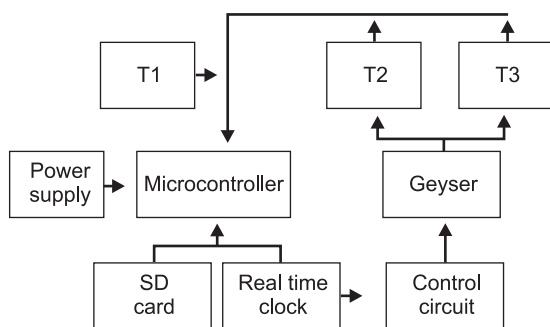 T1
T2
T3
Power
supply
Microcontroller
Geyser
SD
card
Real time
clock
Control
circuit